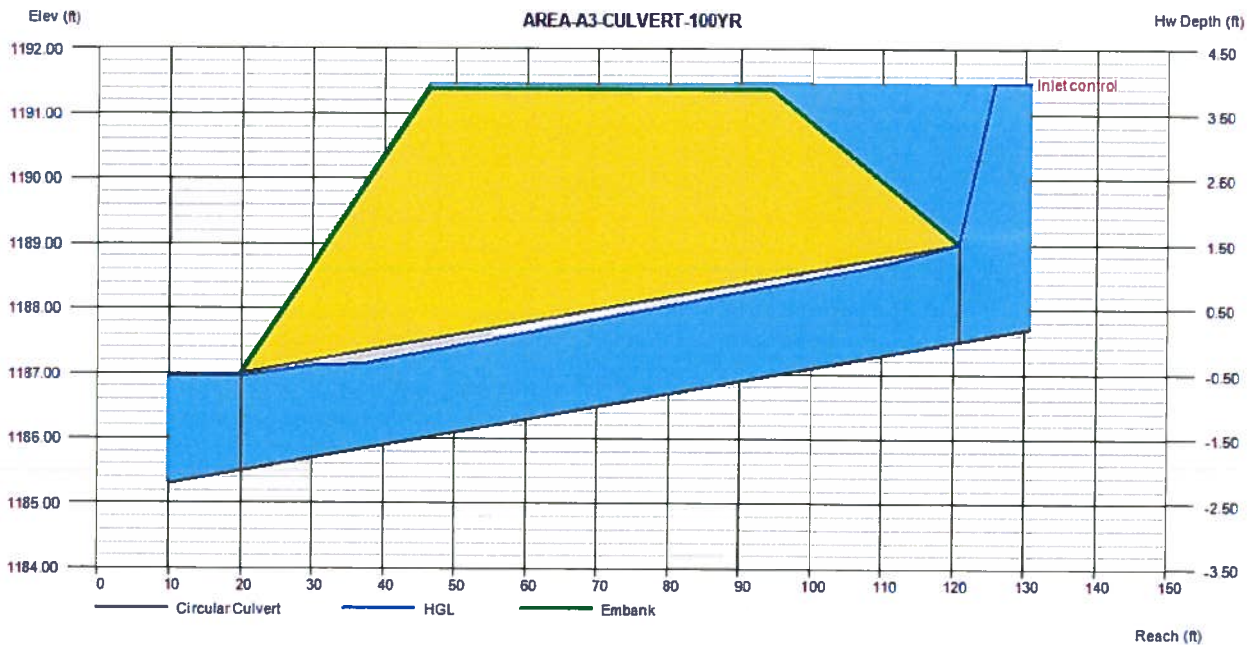 Elev (ft)
AREA-A3-CULVERT-100YR
Hw Depth (ft)
1192.00
4.50
Inlet control
1191.00
3.50
1190.00
2.50
1189.00
1.50
1188.00
0.50
1187.00
-0.50
1186.00
-1.50
1185.00
-2.50
1184.00
-3.50
0 10 20 30 40 50 60 70 80 90 100 110 120 130 140 150
Circular Culvert HGL Embank
Reach (ft)